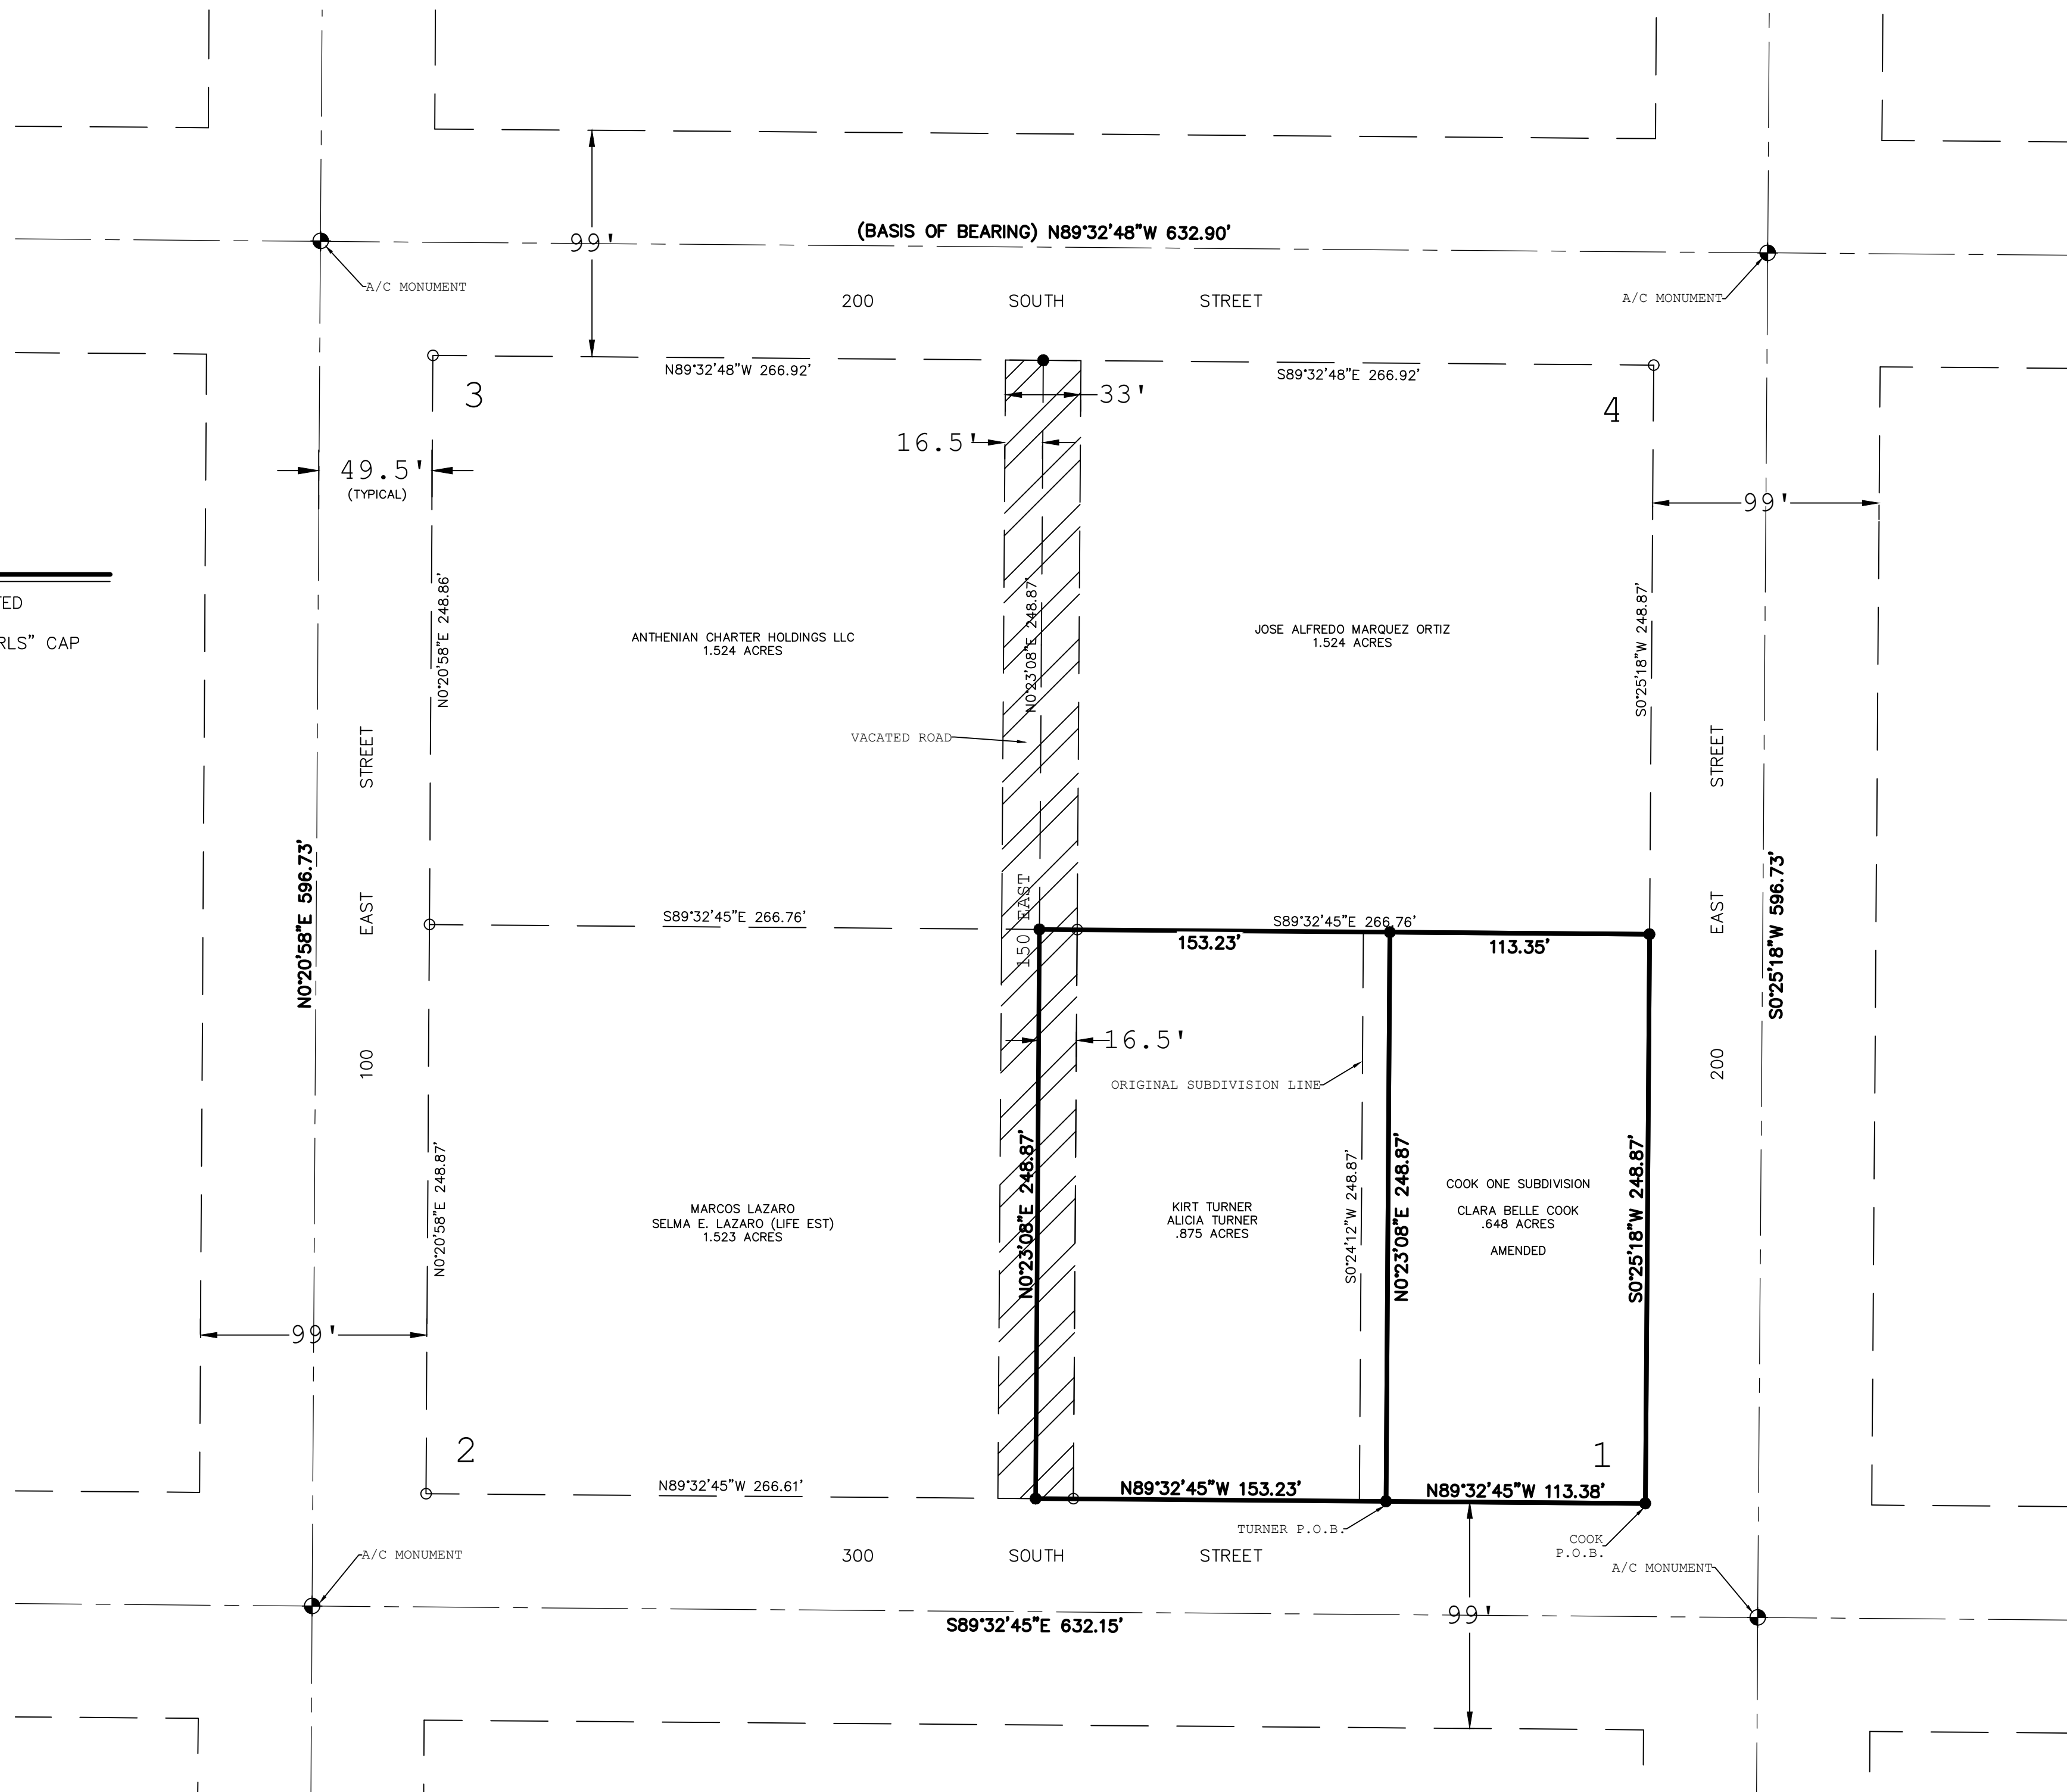 (BASIS OF BEARING) N89°32'48"W 632.90'
99'
A/C MONUMENT
A/C MONUMENT
200 SOUTH STREET
N89°32'48"W 266.92'
S89°32'48"E 266.92'
3
33'
4
16.5'
49.5'
(TYPICAL)
99'
TED
RLS" CAP
N0°20'58"E 248.86'
N0°23'08"E 248.87'
S0°25'18"W 248.87'
ANTHENIAN CHARTER HOLDINGS LLC
1.524 ACRES
JOSE ALFREDO MARQUEZ ORTIZ
1.524 ACRES
VACATED ROAD
100 EAST STREET
200 EAST STREET
N0°20'58"E 596.73'
S0°25'18"W 596.73'
150 EAST
S89°32'45"E 266.76'
S89°32'45"E 266.76'
153.23'
113.35'
16.5'
ORIGINAL SUBDIVISION LINE
N0°20'58"E 248.87'
N0°23'08"E 248.87'
S0°24'12"W 248.87'
N0°23'08"E 248.87'
S0°25'18"W 248.87'
MARCOS LAZARO
SELMA E. LAZARO (LIFE EST)
1.523 ACRES
KIRT TURNER
ALICIA TURNER
.875 ACRES
COOK ONE SUBDIVISION
CLARA BELLE COOK
.648 ACRES
AMENDED
99'
2
1
N89°32'45"W 266.61'
N89°32'45"W 153.23'
N89°32'45"W 113.38'
TURNER P.O.B.
COOK
P.O.B.
A/C MONUMENT
300 SOUTH STREET
A/C MONUMENT
99'
S89°32'45"E 632.15'